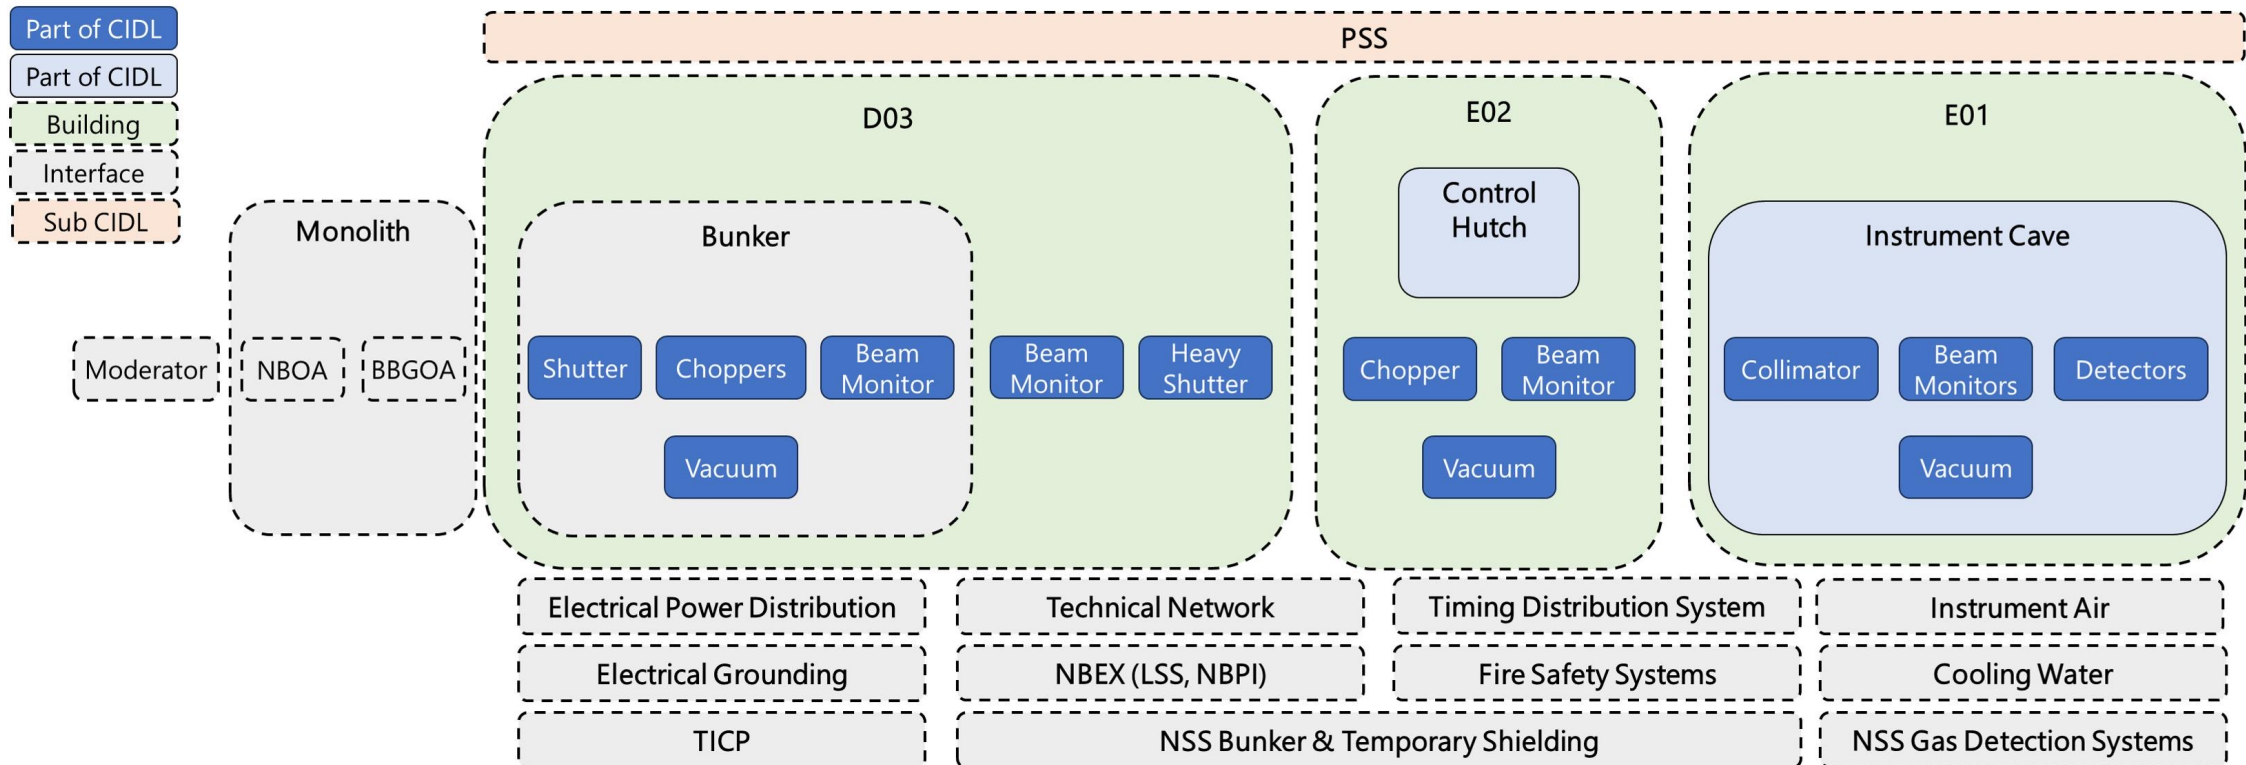 Part of CIDL
Part of CIDL
Building
Interface
Sub CIDL
PSS
D03
E02
E01
Monolith
Bunker
Control
Hutch
Instrument Cave
Moderator
NBOA
BBGOA
Shutter
Choppers
Beam
Monitor
Beam
Monitor
Heavy
Shutter
Chopper
Beam
Monitor
Collimator
Beam
Monitors
Detectors
Vacuum
Vacuum
Vacuum
Electrical Power Distribution
Technical Network
Timing Distribution System
Instrument Air
Electrical Grounding
NBEX (LSS, NBPI)
Fire Safety Systems
Cooling Water
TICP
NSS Bunker & Temporary Shielding
NSS Gas Detection Systems